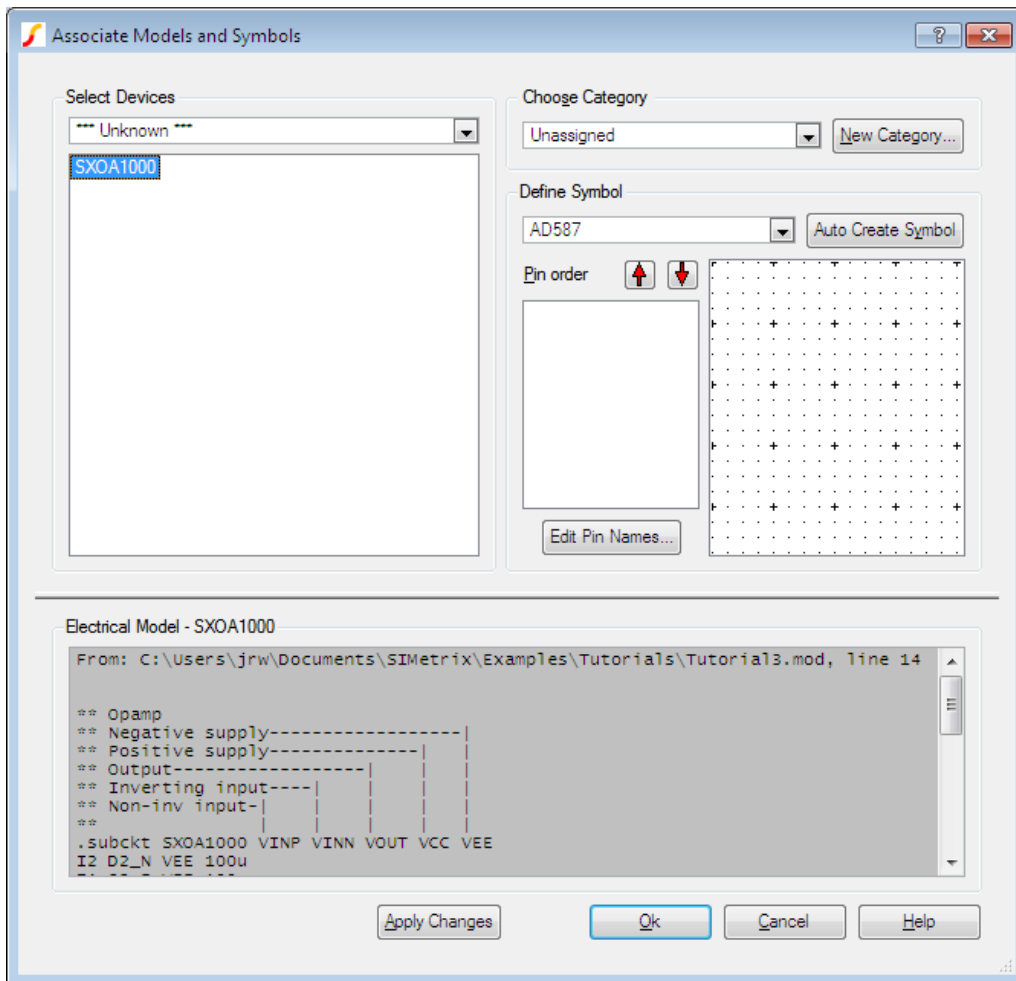 Associate Models and Symbols
Select Devices
*** Unknown ***
SXOA1000
Choose Category
Unassigned
New Category...
Define Symbol
AD587
Auto Create Symbol
Pin order
Edit Pin Names...
Electrical Model - SXOA1000
From: C:\Users\jrw\Documents\SIMetrix\Examples\Tutorials\Tutorial3.mod, line 14
** Opamp
** Negative supply------------------|
** Positive supply--------------|    |
** Output------------------|    |    |
** Inverting input----|    |    |    |
** Non-inv input-|    |    |    |    |
**               |    |    |    |    |
.subckt SXOA1000 VINP VINN VOUT VCC VEE
I2 D2_N VEE 100u
Apply Changes
Ok
Cancel
Help